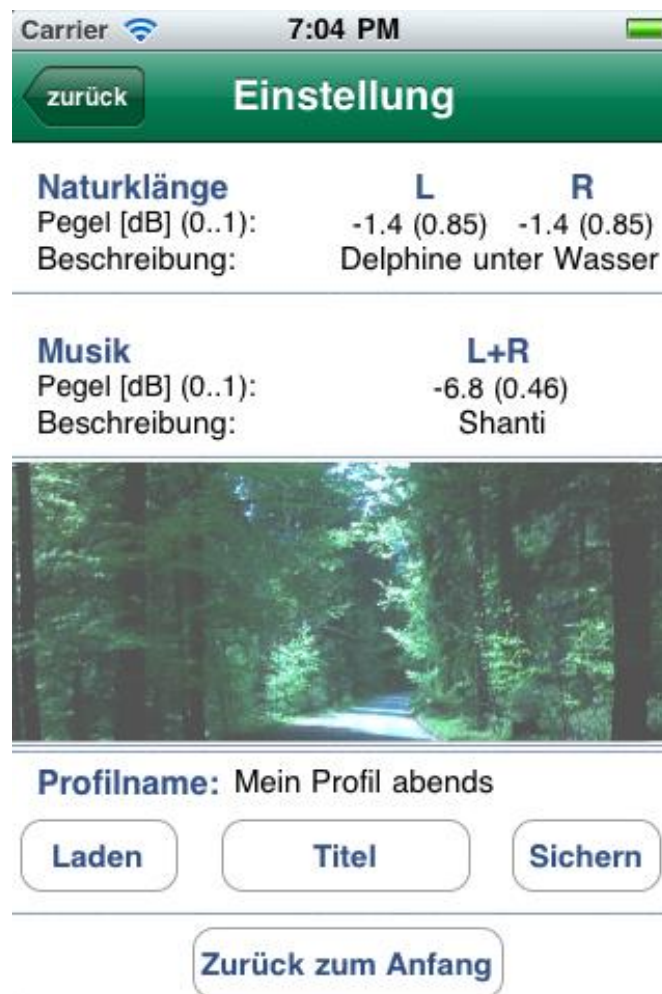 Carrier 7:04 PM
zurück Einstellung
Naturklänge L R
Pegel [dB] (0..1): -1.4 (0.85) -1.4 (0.85)
Beschreibung: Delphine unter Wasser
Musik L+R
Pegel [dB] (0..1): -6.8 (0.46)
Beschreibung: Shanti
Profilname: Mein Profil abends
Laden Titel Sichern
Zurück zum Anfang